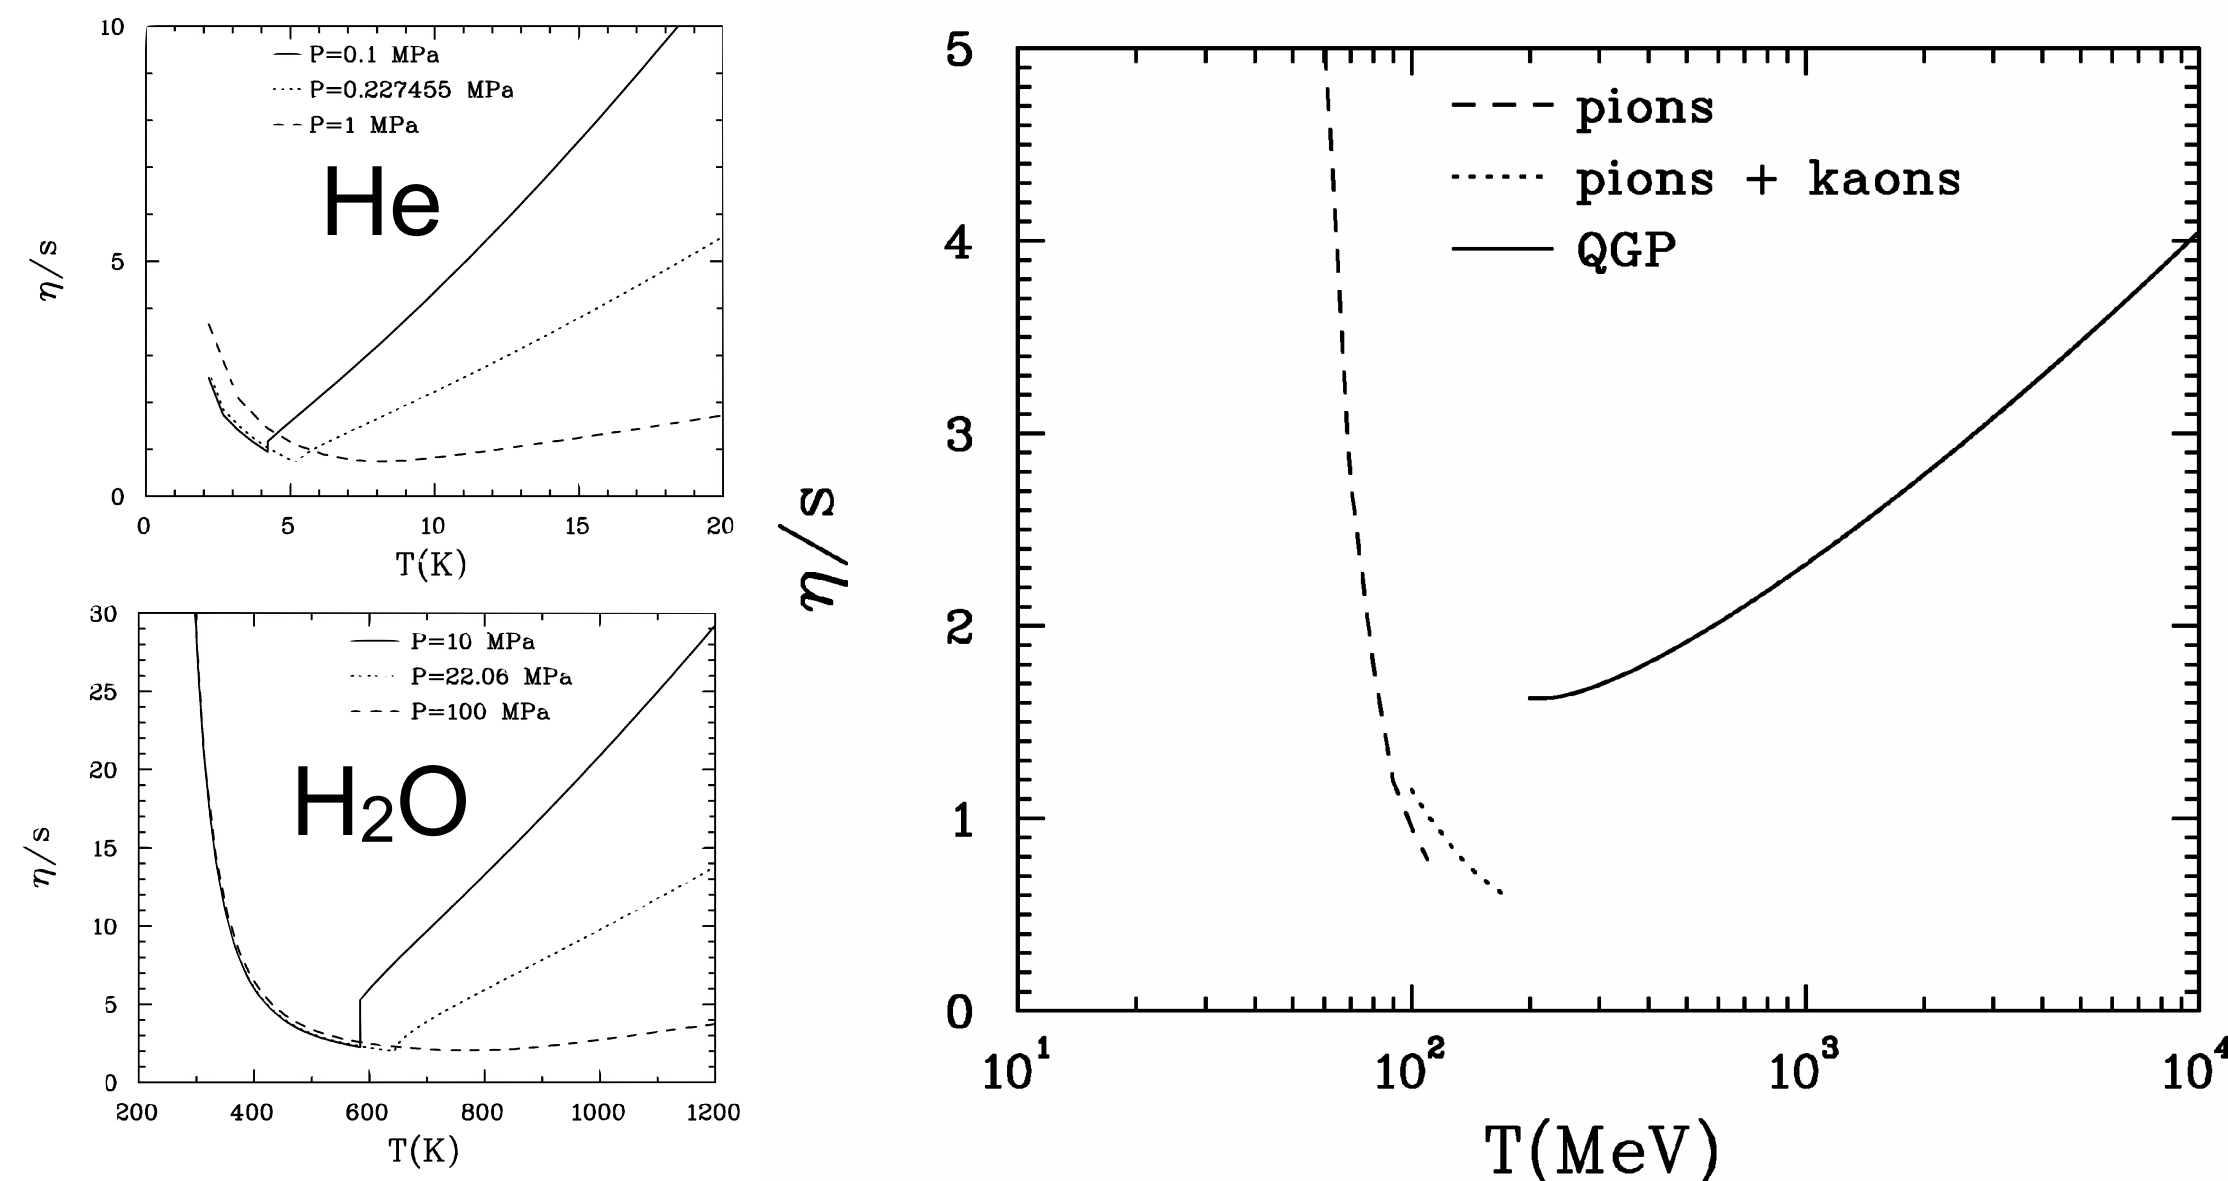 10
5
0
η/s
P=0.1 MPa
P=0.227455 MPa
P=1 MPa
He
0 5 10 15 20
T(K)
30
25
20
15
10
5
0
η/s
P=10 MPa
P=22.06 MPa
P=100 MPa
H₂O
200 400 600 800 1000 1200
T(K)
5
4
3
2
1
0
η/s
pions
pions + kaons
QGP
10¹ 10² 10³ 10⁴
T(MeV)